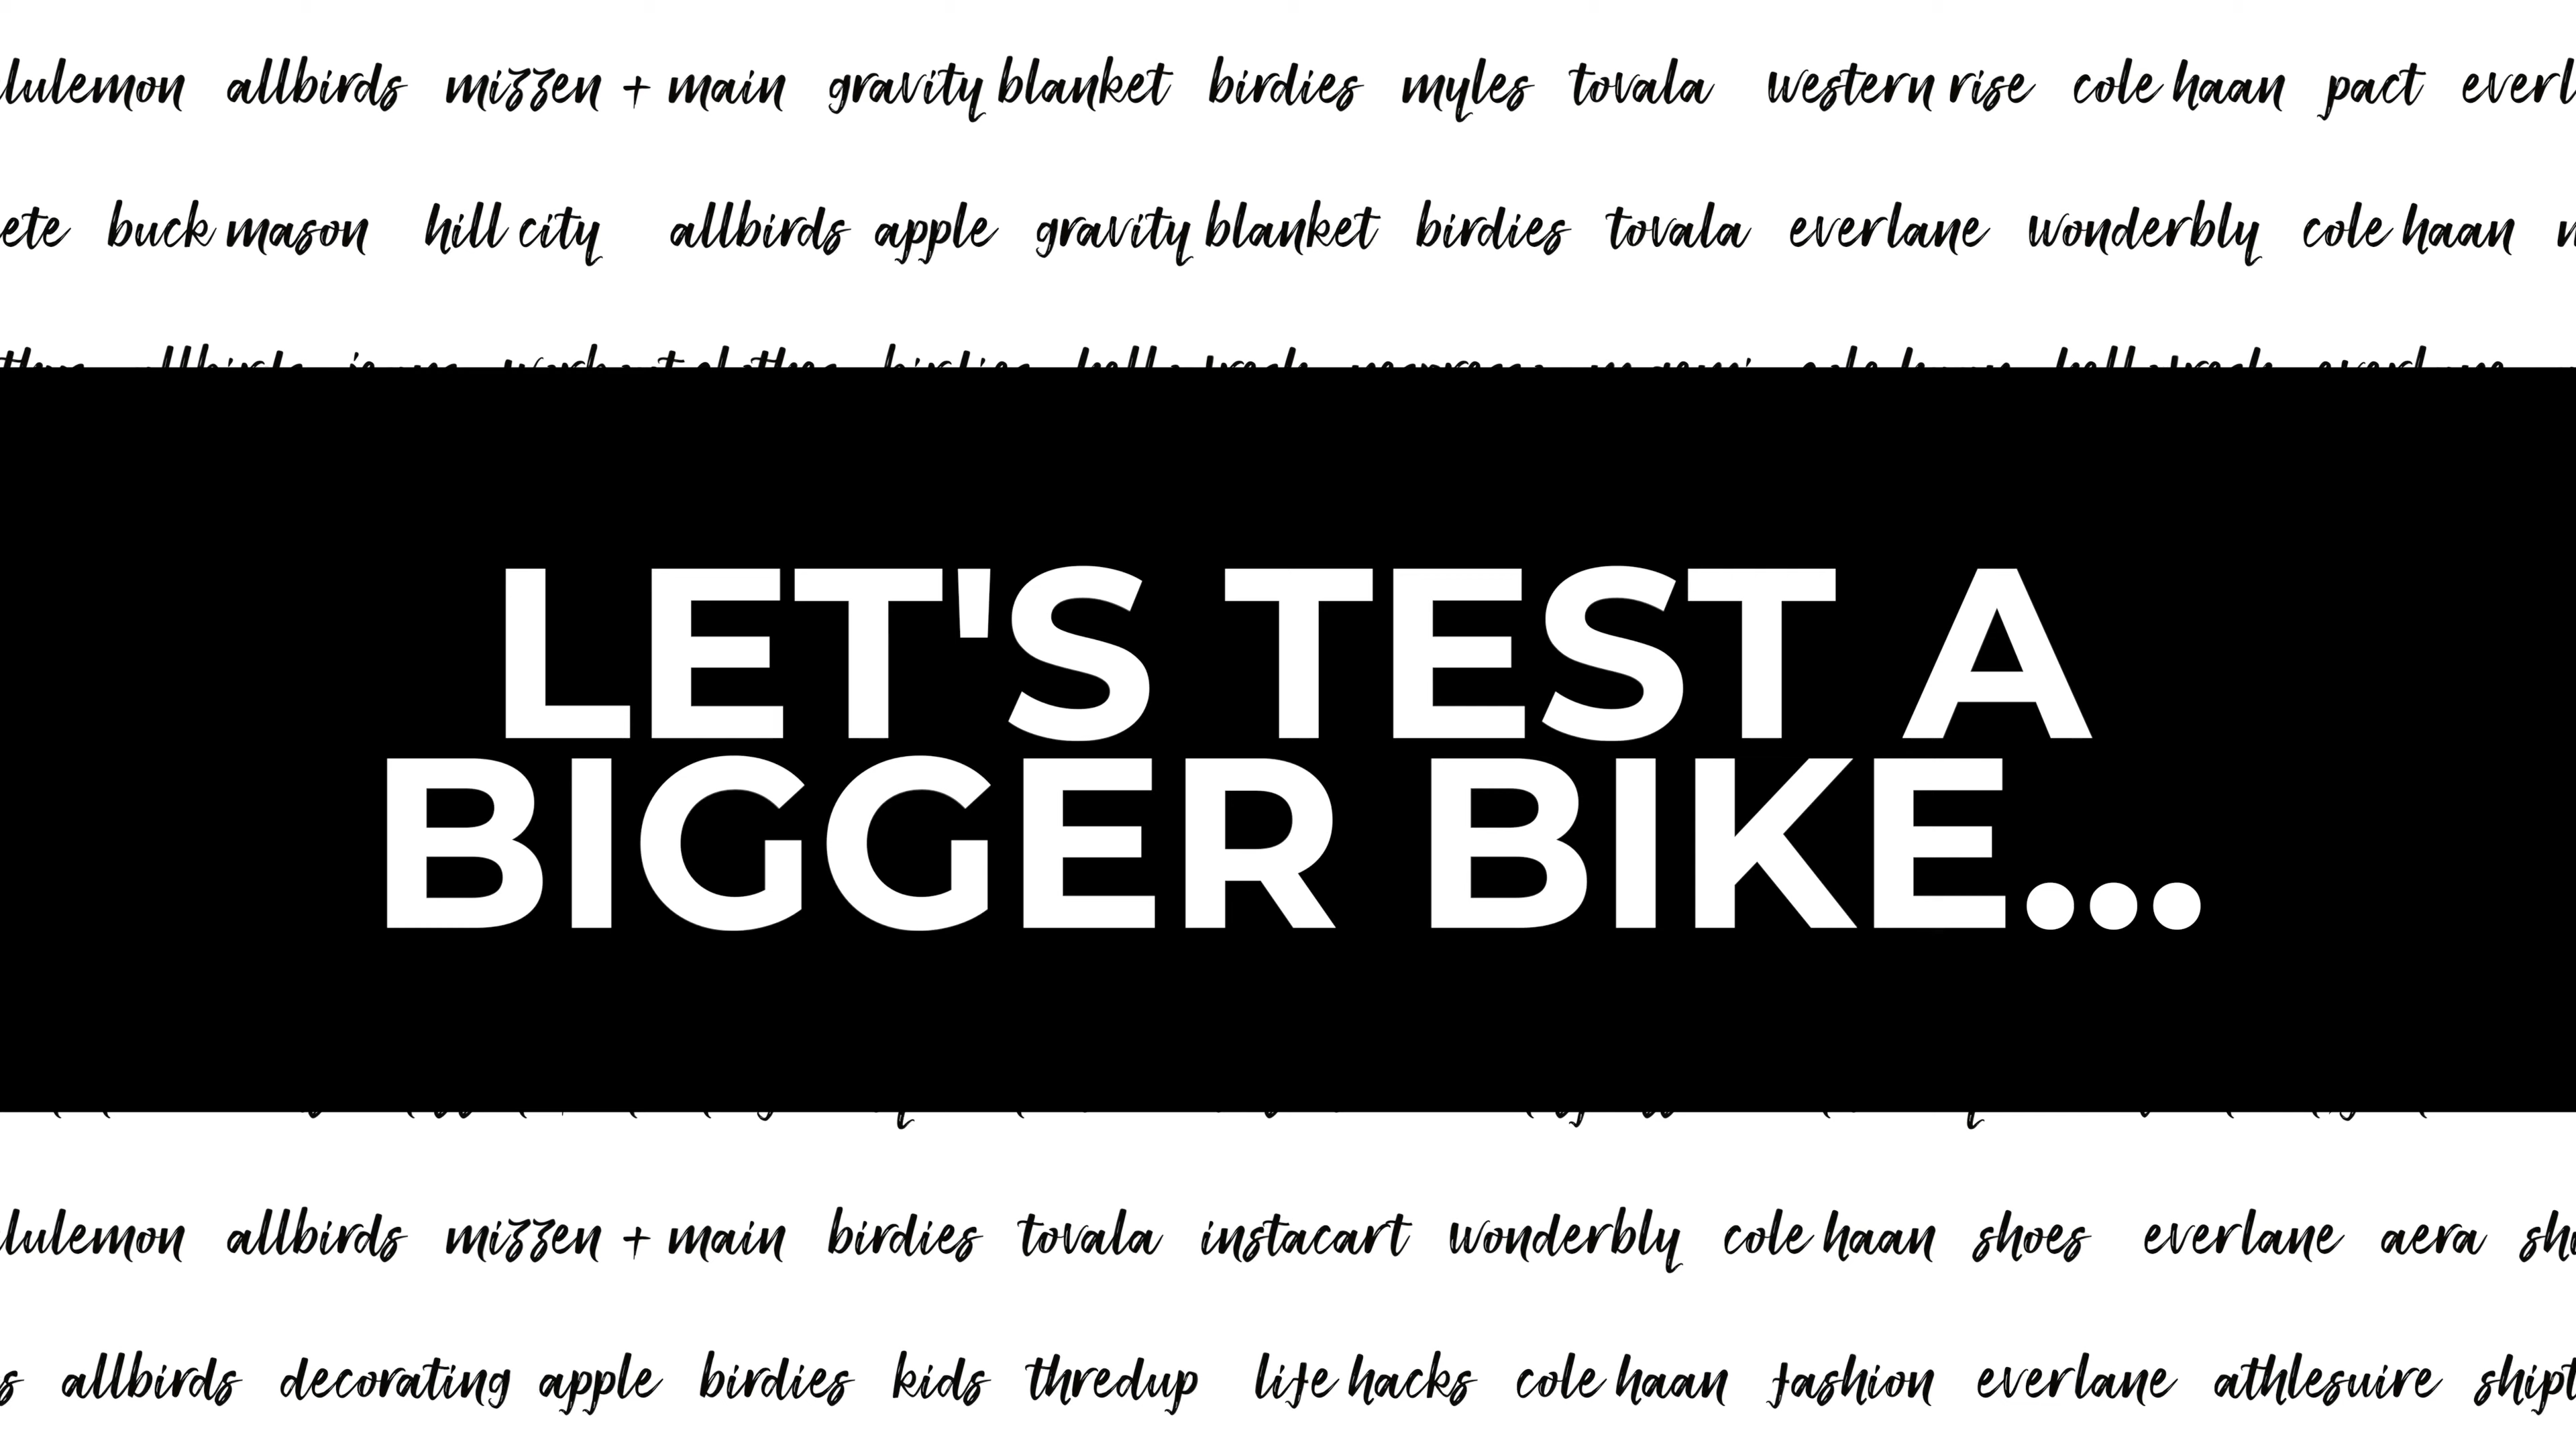 lulemon allbirds mizzen + main gravity blanket birdies myles tovala western rise cole haan pact everl
ete buck mason hill city allbirds apple gravity blanket birdies tovala everlane wonderbly cole haan
LET'S TEST A
BIGGER BIKE...
lulemon allbirds mizzen + main birdies tovala instacart wonderbly cole haan shoes everlane aera sh
s allbirds decorating apple birdies kids thredup life hacks cole haan fashion everlane athlesuire shipt